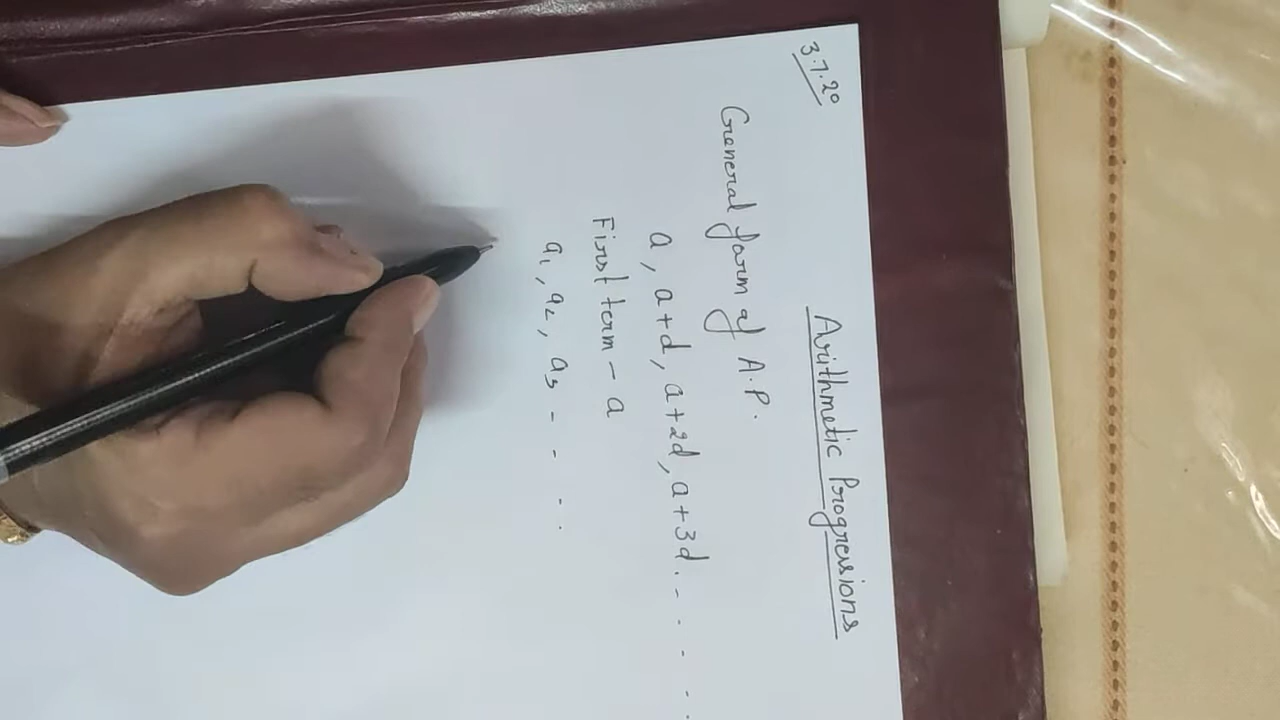 3.7.20
Arithmetic Progressions
General form of A.P.
a, a+d, a+2d, a+3d. - - - -
First term - a
a₁, a₂, a₃ - - - .